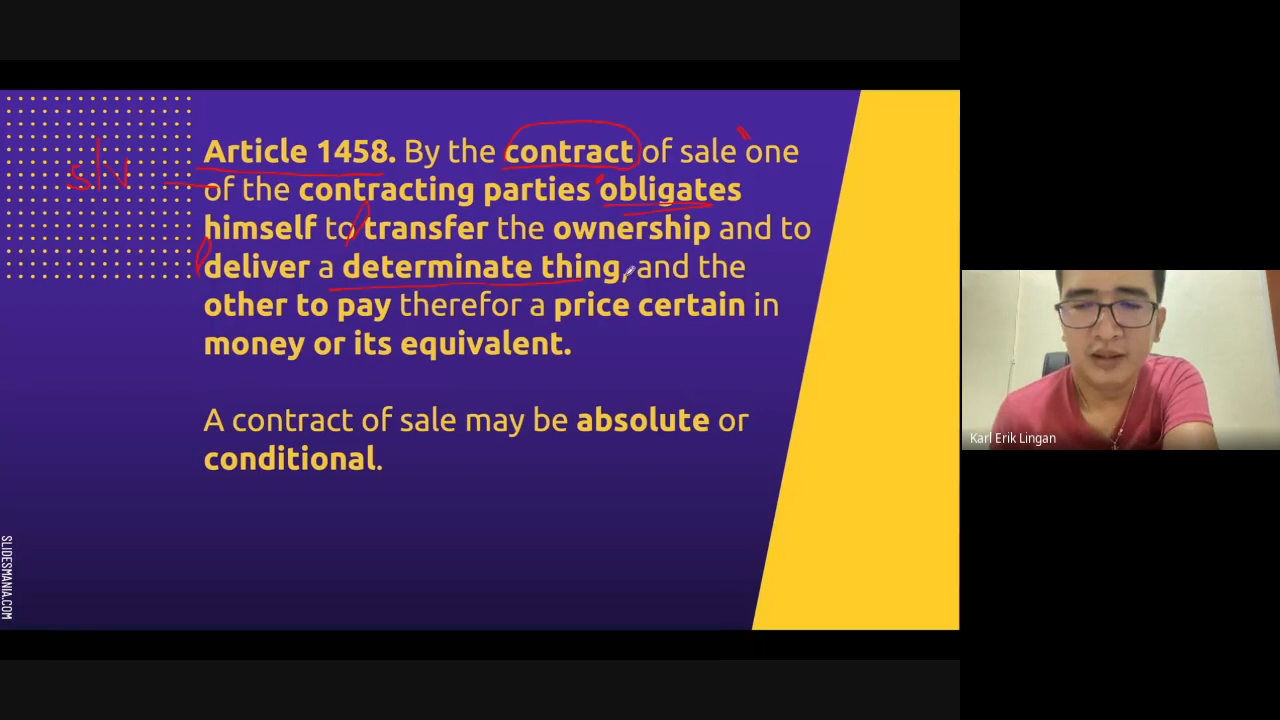 Article 1458. By the contract of sale one
of the contracting parties obligates
himself to transfer the ownership and to
deliver a determinate thing, and the
other to pay therefor a price certain in
money or its equivalent.
A contract of sale may be absolute or
conditional.
SLIDESMANIA.COM
Karl Erik Lingan